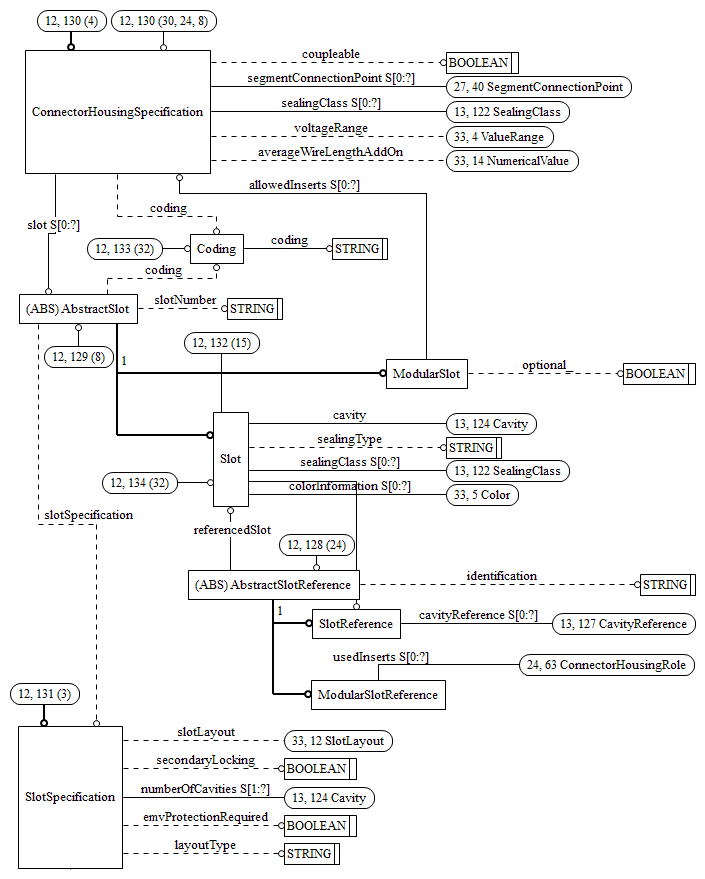 12, 130 (4)
12, 130 (30, 24, 8)
coupleable
BOOLEAN
segmentConnectionPoint S[0:?]
27, 40 SegmentConnectionPoint
ConnectorHousingSpecification
sealingClass S[0:?]
13, 122 SealingClass
voltageRange
33, 4 ValueRange
averageWireLengthAddOn
33, 14 NumericalValue
allowedInserts S[0:?]
coding
slot S[0:?]
12, 133 (32)
Coding
coding
STRING
coding
slotNumber
(ABS) AbstractSlot
STRING
12, 132 (15)
12, 129 (8)
1
optional_
ModularSlot
BOOLEAN
cavity
13, 124 Cavity
sealingType
STRING
Slot
sealingClass S[0:?]
13, 122 SealingClass
12, 134 (32)
colorInformation S[0:?]
33, 5 Color
slotSpecification
referencedSlot
12, 128 (24)
identification
(ABS) AbstractSlotReference
STRING
1
cavityReference S[0:?]
SlotReference
13, 127 CavityReference
usedInserts S[0:?]
24, 63 ConnectorHousingRole
12, 131 (3)
ModularSlotReference
slotLayout
33, 12 SlotLayout
secondaryLocking
BOOLEAN
SlotSpecification
numberOfCavities S[1:?]
13, 124 Cavity
emvProtectionRequired
BOOLEAN
layoutType
STRING